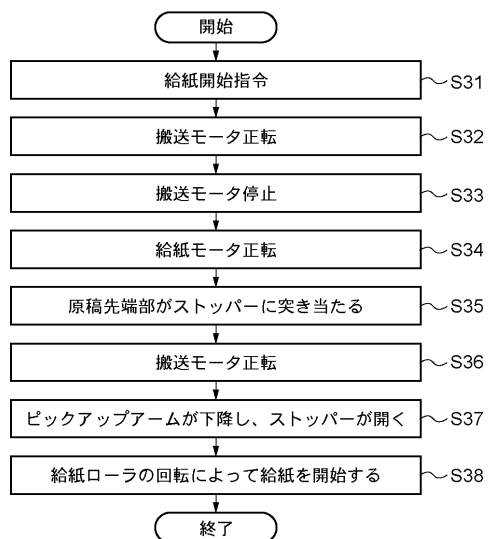 開始
給紙開始指令 S31
搬送モータ正転 S32
搬送モータ停止 S33
給紙モータ正転 S34
原稿先端部がストッパーに突き当たる S35
搬送モータ正転 S36
ピックアップアームが下降し、ストッパーが開く S37
給紙ローラの回転によって給紙を開始する S38
終了